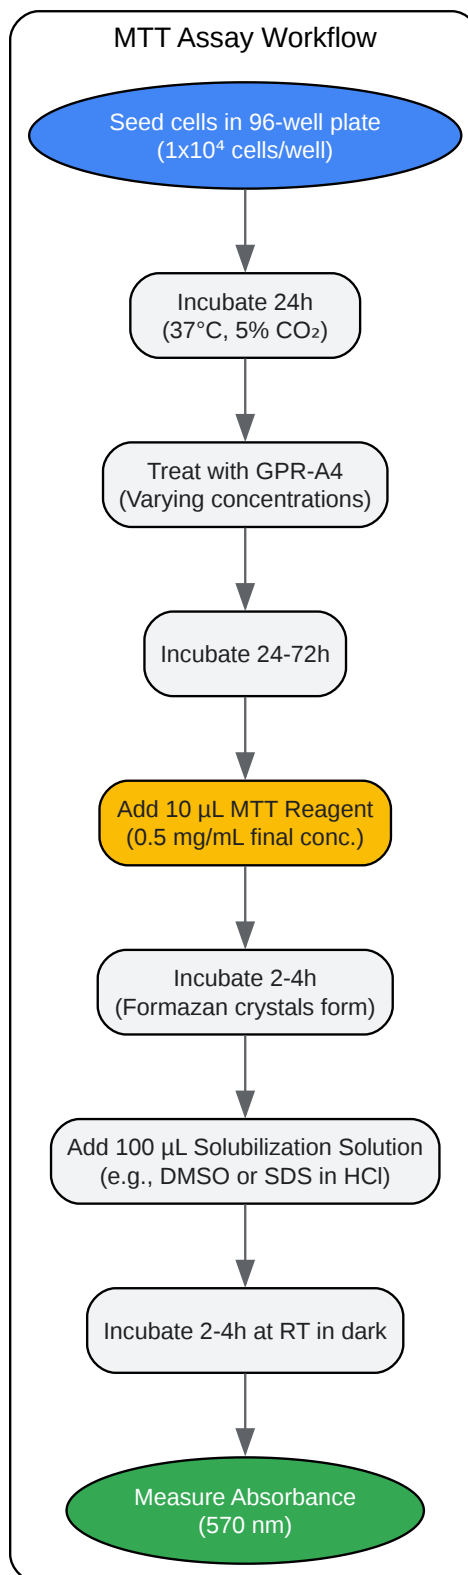 MTT Assay Workflow
Seed cells in 96-well plate
(1x10⁴ cells/well)
Incubate 24h
(37°C, 5% CO₂)
Treat with GPR-A4
(Varying concentrations)
Incubate 24-72h
Add 10 µL MTT Reagent
(0.5 mg/mL final conc.)
Incubate 2-4h
(Formazan crystals form)
Add 100 µL Solubilization Solution
(e.g., DMSO or SDS in HCl)
Incubate 2-4h at RT in dark
Measure Absorbance
(570 nm)